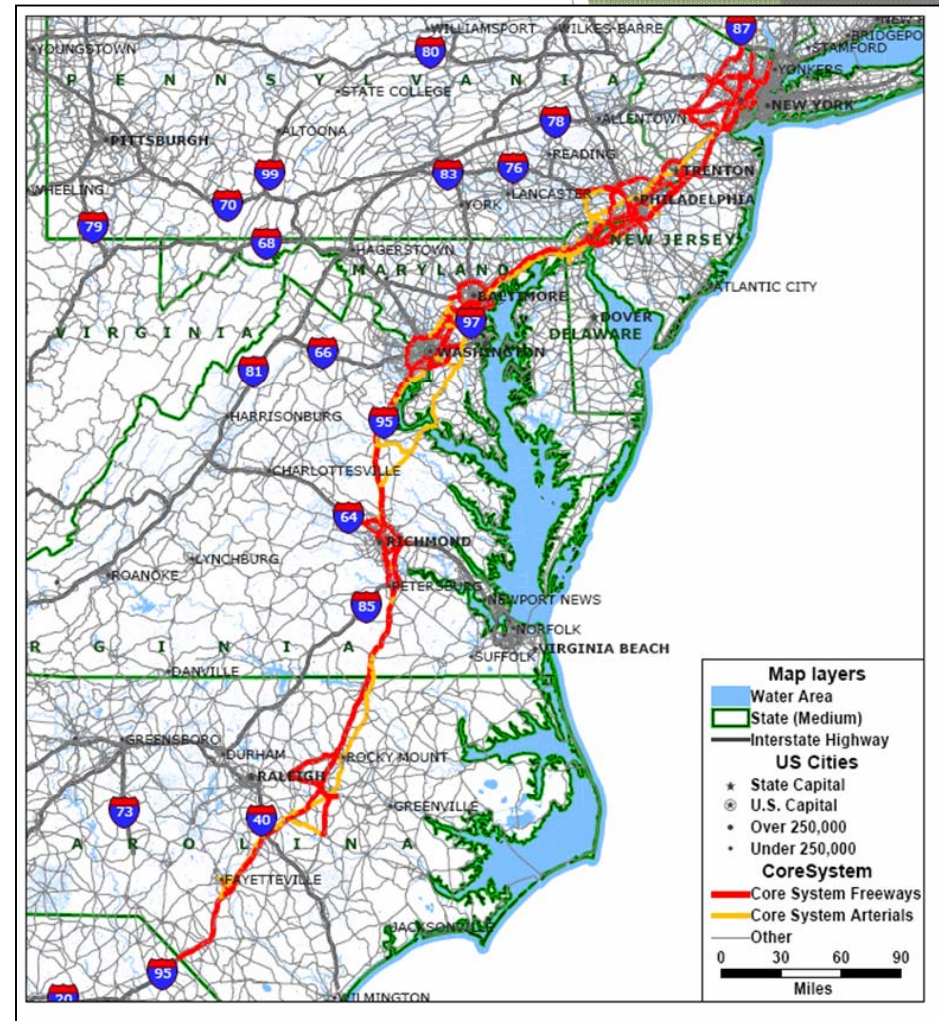 87
NEW H
BRIDGEPO
STAMFORD
WILLIAMSPORT
WILKES-BARRE
80
YOUNGSTOWN
YONKERS
P E N N S Y L V A N I A
STATE COLLEGE
NEW YORK
ALLENTOWN
78
ALTOONA
PITTSBURGH
READING
99
83
76
TRENTON
WHEELING
LANCASTER
PHILADELPHIA
70
YORK
79
68
NEW JERSEY
HAGERSTOWN
MARYLAND
ATLANTIC CITY
BALTIMORE
97
DOVER
DELAWARE
V I R G I N I A
66
WASHINGTON
81
HARRISONBURG
95
CHARLOTTESVILLE
64
RICHMOND
LYNCHBURG
ROANOKE
PETERSBURG
NEWPORT NEWS
85
NORFOLK
R G I N I A
SUFFOLK
VIRGINIA BEACH
DANVILLE
GREENSBORO
DURHAM
ROCKY MOUNT
RALEIGH
GREENVILLE
73
40
A R O L I N A
FAYETTEVILLE
JACKSONVILLE
95
20
WILMINGTON
Map layers
Water Area
State (Medium)
Interstate Highway
US Cities
State Capital
U.S. Capital
Over 250,000
Under 250,000
CoreSystem
Core System Freeways
Core System Arterials
Other
0 30 60 90
Miles